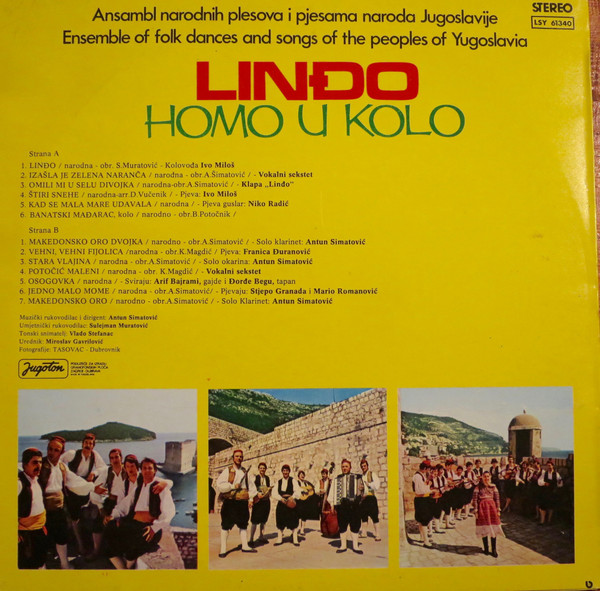 Ansambl narodnih plesova i pjesama naroda Jugoslavije
Ensemble of folk dances and songs of the peoples of Yugoslavia
STEREO
LSY 61340
LINĐO
HOMO U KOLO
Strana A
1. LINĐO / narodna - obr. S.Muratović - Kolovođa Ivo Miloš
2. IZAŠLA JE ZELENA NARANČA / narodna - obr.A.Šimatović / - Vokalni sekstet
3. OMILI MI U SELU DIVOJKA / narodna-obr.A.Simatović / - Klapa „Linđo"
4. ŠTIRI SNEHE / narodna-arr.D.Vučenik / - Pjeva: Ivo Miloš
5. KAD SE MALA MARE UDAVALA / narodna / - Pjeva guslar: Niko Radić
6. BANATSKI MAĐARAC, kolo / narodno - obr.B.Potočnik /
Strana B
1. MAKEDONSKO ORO DVOJKA / narodno - obr.A.Simatović / - Solo klarinet: Antun Simatović
2. VEHNI, VEHNI FIJOLICA /narodna - obr.K.Magdić / Pjeva: Franica Đuranović
3. STARA VLAJINA / narodna - obr.A.Simatović / - Solo okarina: Antun Simatović
4. POTOČIĆ MALENI / narodna - obr. K.Magdić / - Vokalni sekstet
5. OSOGOVKA / narodna / - Sviraju: Arif Bajrami, gajde i Đorđe Begu, tapan
6. JEDNO MALO MOME / narodna - obr.A.Simatović/ - Pjevaju: Stjepo Granada i Mario Romanović
7. MAKEDONSKO ORO / narodno - obr.A.Simatović / - Solo Klarinet: Antun Simatović
Muzički rukovodilac i dirigent: Antun Simatović
Umjetnički rukovodilac: Sulejman Muratović
Tonski snimatelj: Vlado Stefanac
Urednik: Miroslav Gavrilović
Fotografije: TASOVAC - Dubrovnik
Jugoton